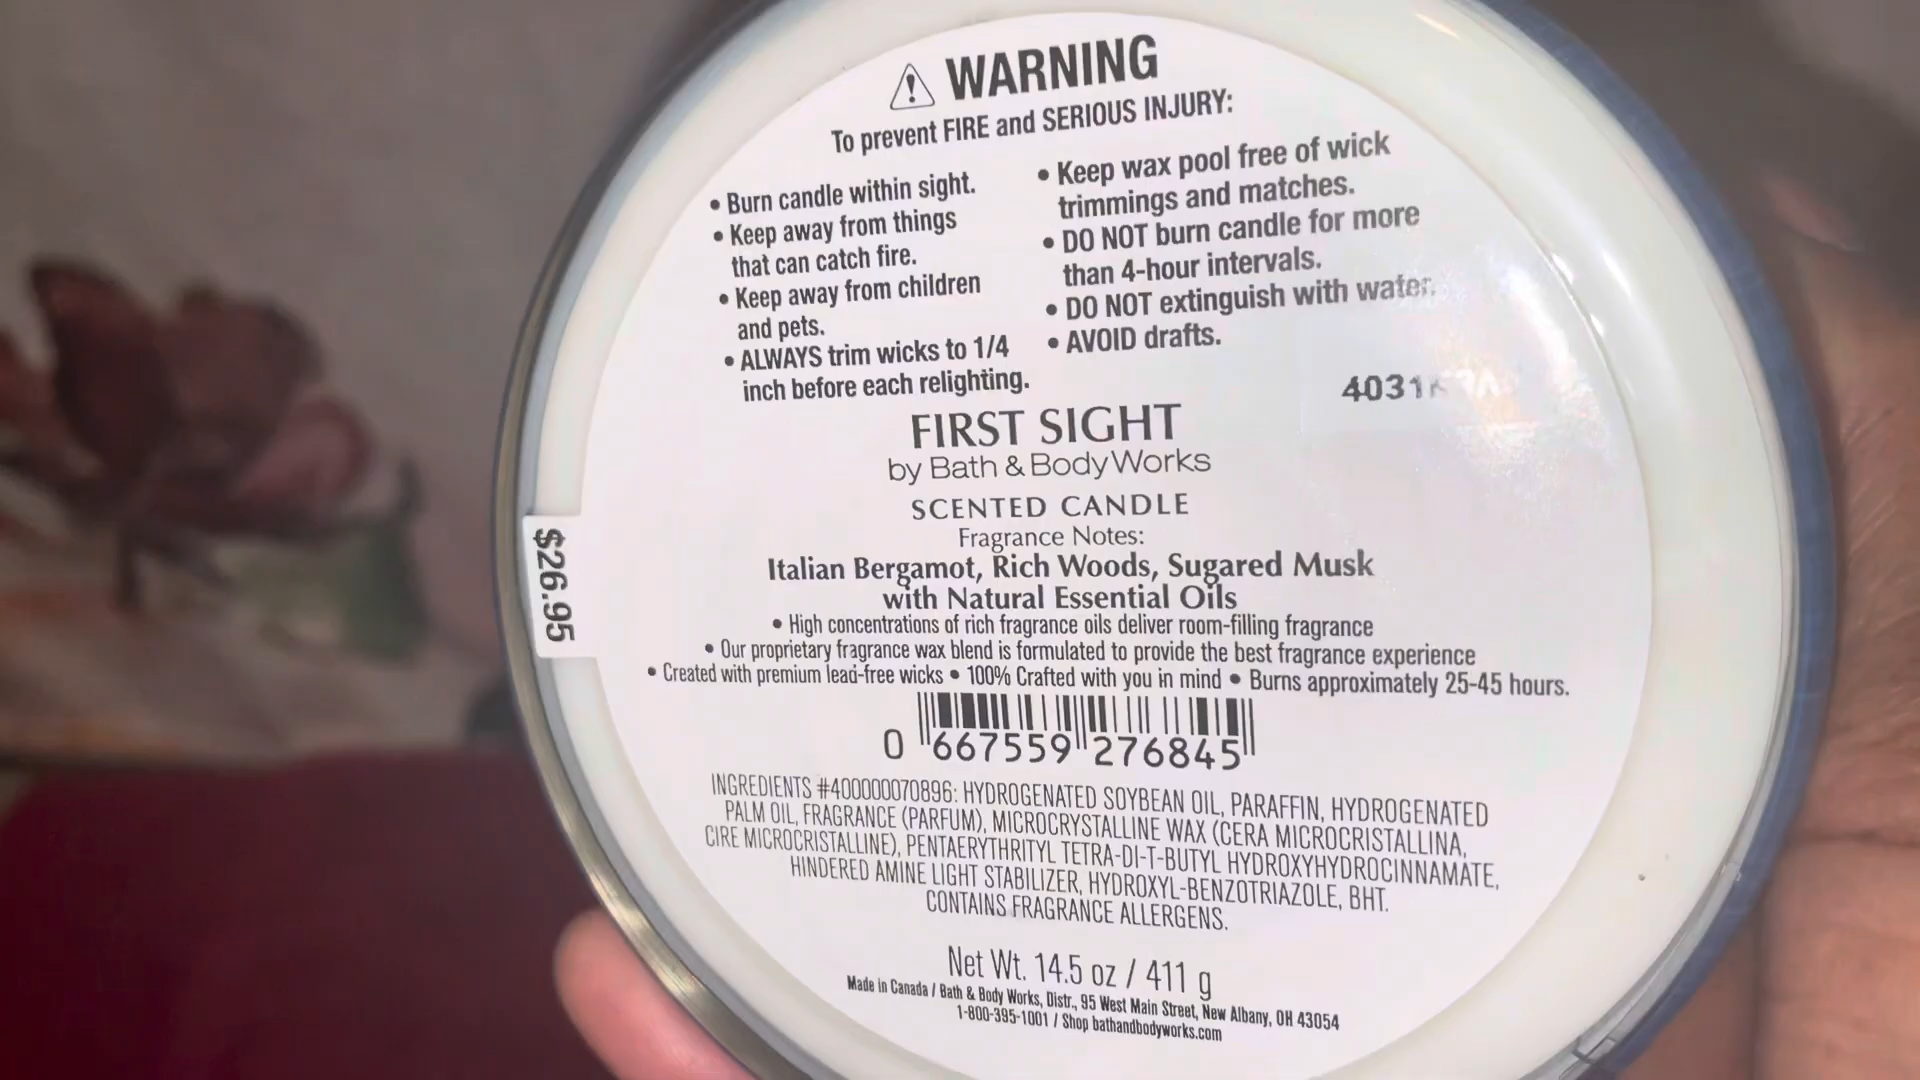 WARNING
To prevent FIRE and SERIOUS INJURY:
• Burn candle within sight.
• Keep away from things
that can catch fire.
• Keep away from children
and pets.
• ALWAYS trim wicks to 1/4
inch before each relighting.
• Keep wax pool free of wick
trimmings and matches.
• DO NOT burn candle for more
than 4-hour intervals.
• DO NOT extinguish with water.
• AVOID drafts.
FIRST SIGHT
by Bath & Body Works
SCENTED CANDLE
Fragrance Notes:
Italian Bergamot, Rich Woods, Sugared Musk
with Natural Essential Oils
• High concentrations of rich fragrance oils deliver room-filling fragrance
• Our proprietary fragrance wax blend is formulated to provide the best fragrance experience
• Created with premium lead-free wicks • 100% Crafted with you in mind • Burns approximately 25-45 hours.
$26.95
0 667559 276845
INGREDIENTS #400000070896: HYDROGENATED SOYBEAN OIL, PARAFFIN, HYDROGENATED
PALM OIL, FRAGRANCE (PARFUM), MICROCRYSTALLINE WAX (CERA MICROCRISTALLINA,
CIRE MICROCRISTALLINE), PENTAERYTHRITYL TETRA-DI-T-BUTYL HYDROXYHYDROCINNAMATE,
HINDERED AMINE LIGHT STABILIZER, HYDROXYL-BENZOTRIAZOLE, BHT.
CONTAINS FRAGRANCE ALLERGENS.
Net Wt. 14.5 oz / 411 g
Made in Canada / Bath & Body Works, Distr., 95 West Main Street, New Albany, OH 43054
1-800-395-1001 / Shop bathandbodyworks.com